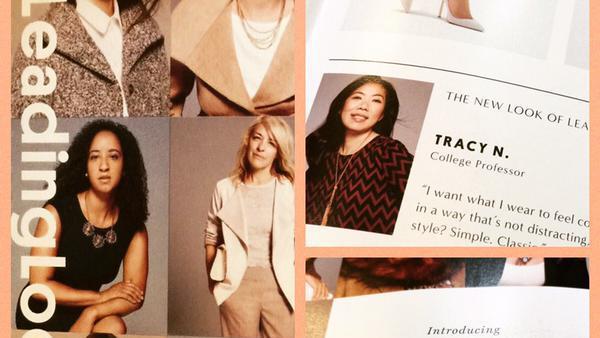 LeadingLo
THE NEW LOOK OF LEA
TRACY N.
College Professor
“I want what I wear to feel co
in a way that's not distracting.
style? Simple. Classic
Introducing